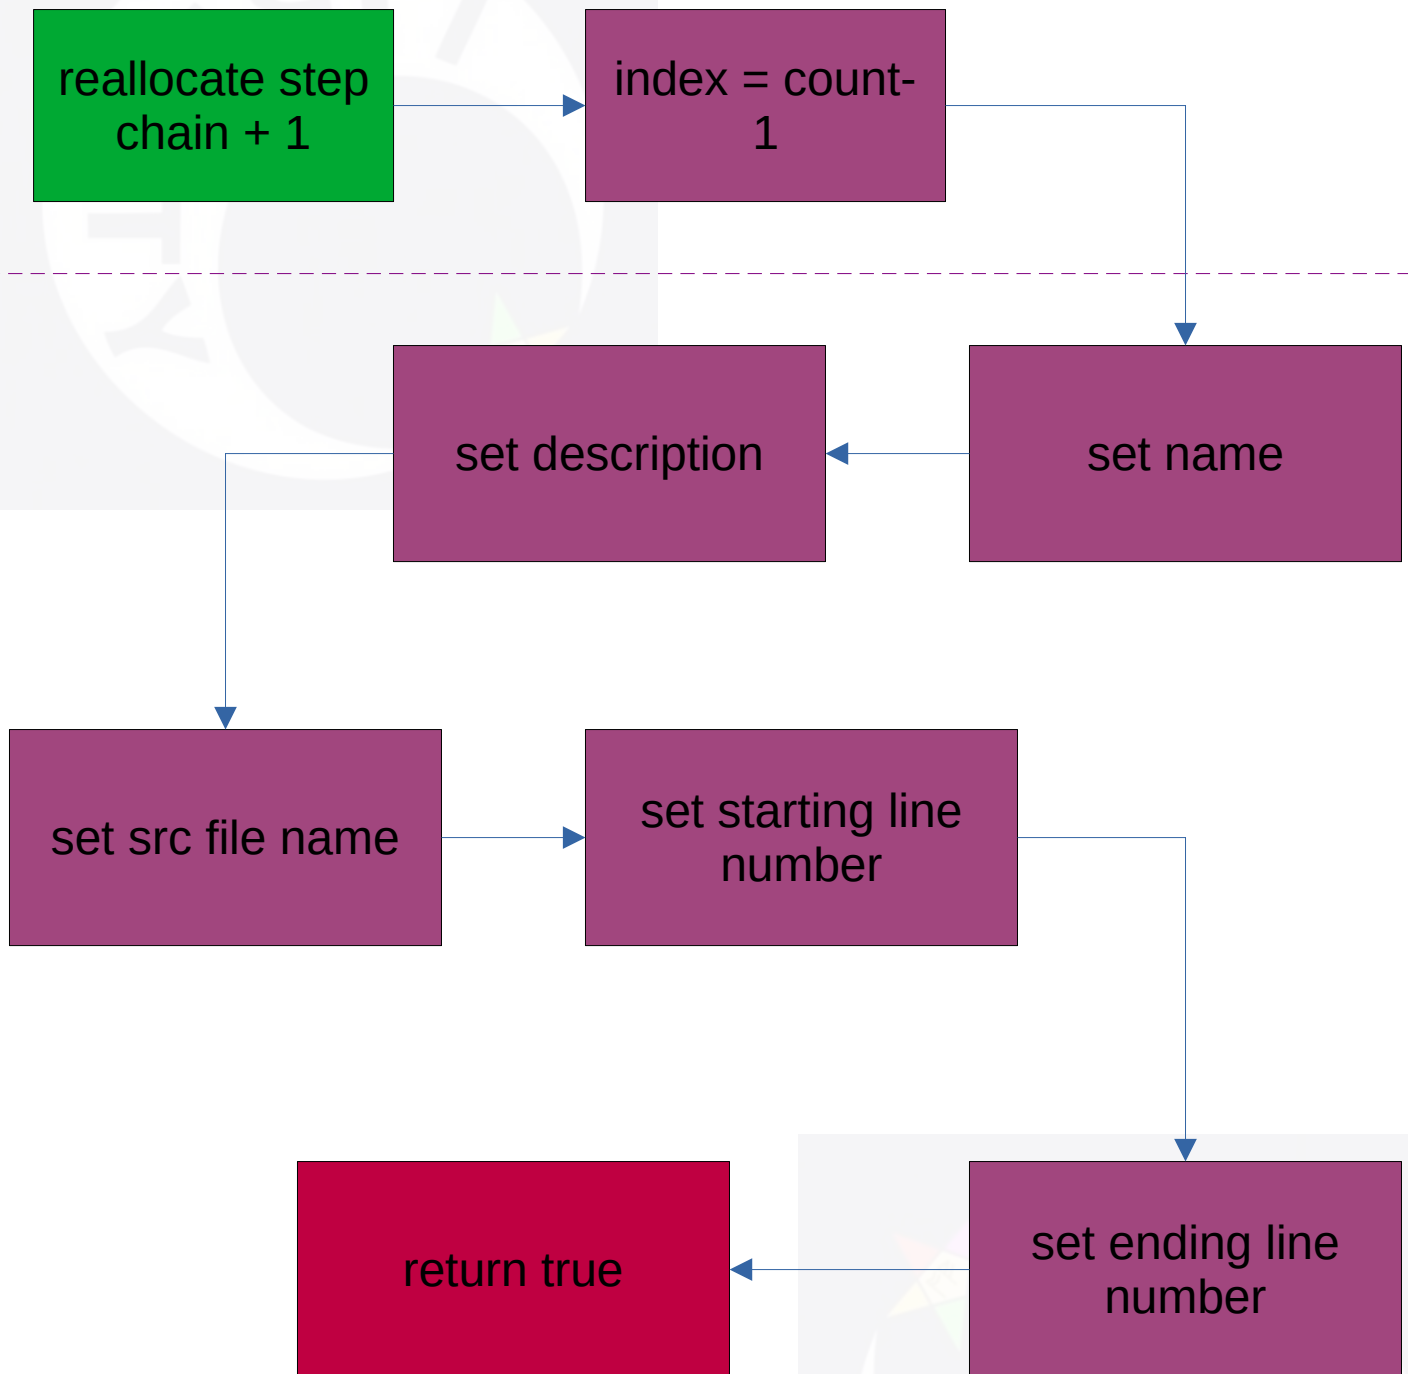 reallocate step
chain + 1
index = count-
1
set name
set description
set src file name
set starting line
number
set ending line
number
return true